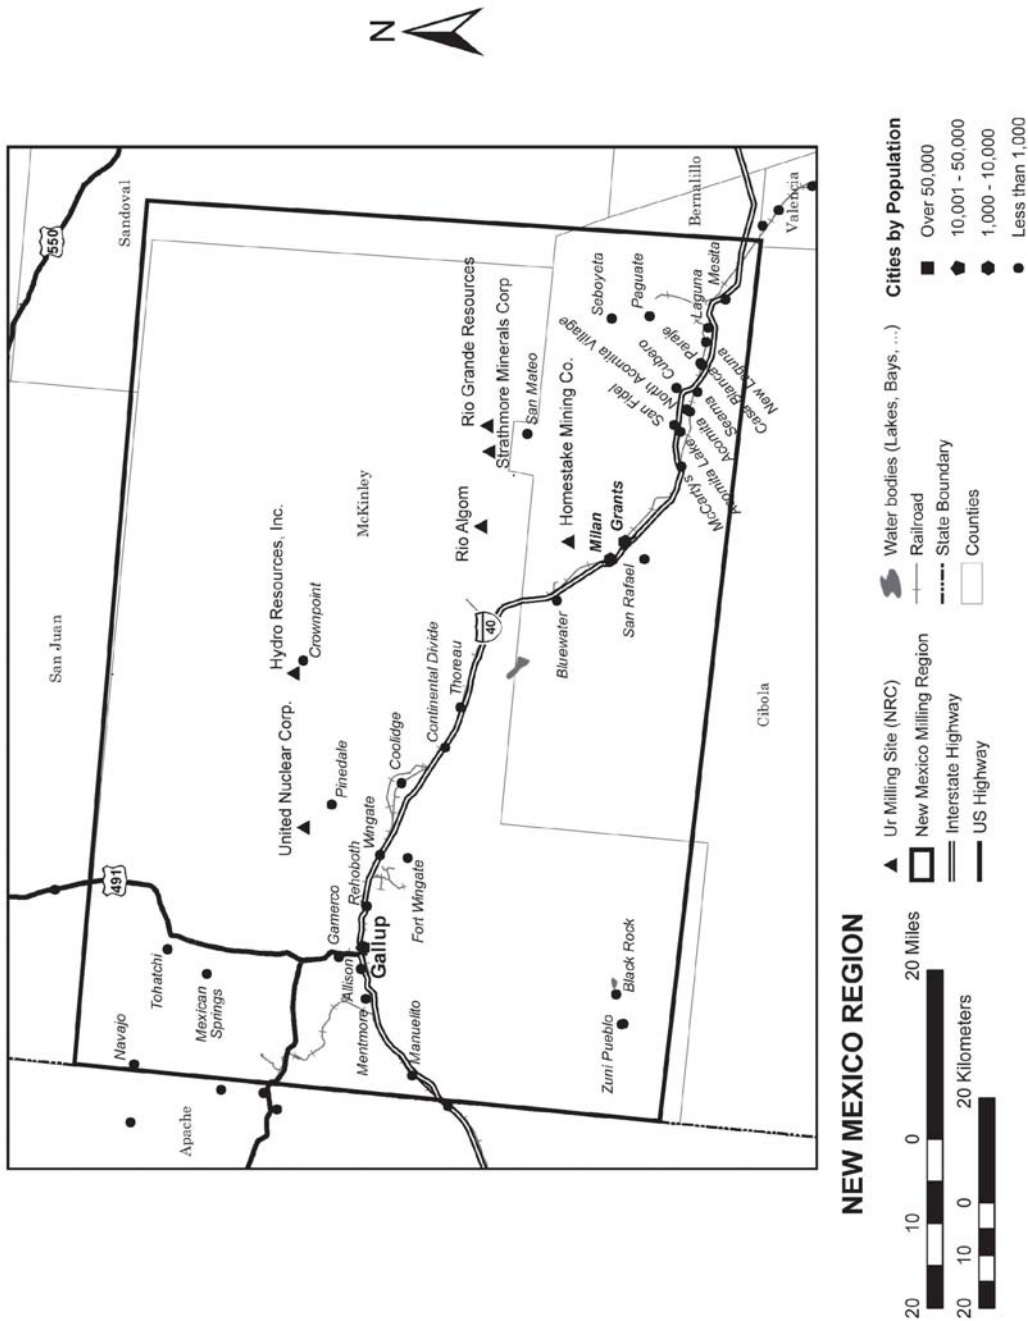 N
San Juan
Sandoval
550
491
Navajo
Tohatchi
Mexican
Springs
Apache
United Nuclear Corp.
Hydro Resources, Inc.
Crownpoint
Pinedale
McKinley
Rio Grande Resources
Strathmore Minerals Corp
San Mateo
Rio Algom
Homestake Mining Co.
Gamerco
Allison
Gallup
Rehoboth
Wingate
Fort Wingate
Coolidge
Continental Divide
Thoreau
40
Mentmore
Manuelito
Bluewater
Milan
Grants
San Rafael
Zuni Pueblo
Black Rock
Cibola
McCartys
Acomita Lake
Acomita
Seama
Casa Blanca
New Laguna
San Fidel
North Acomita Village
Cubero
Paraje
Laguna
Mesita
Seboyeta
Paguate
Bernalillo
Valencia
NEW MEXICO REGION
20 10 0 20 Miles
20 10 0 20 Kilometers
Ur Milling Site (NRC)
New Mexico Milling Region
Interstate Highway
US Highway
Water bodies (Lakes, Bays, ...)
Railroad
State Boundary
Counties
Cities by Population
Over 50,000
10,001 - 50,000
1,000 - 10,000
Less than 1,000